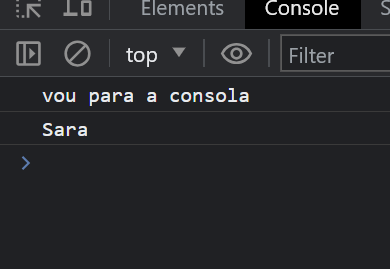 Elements Console
top Filter
vou para a consola
Sara